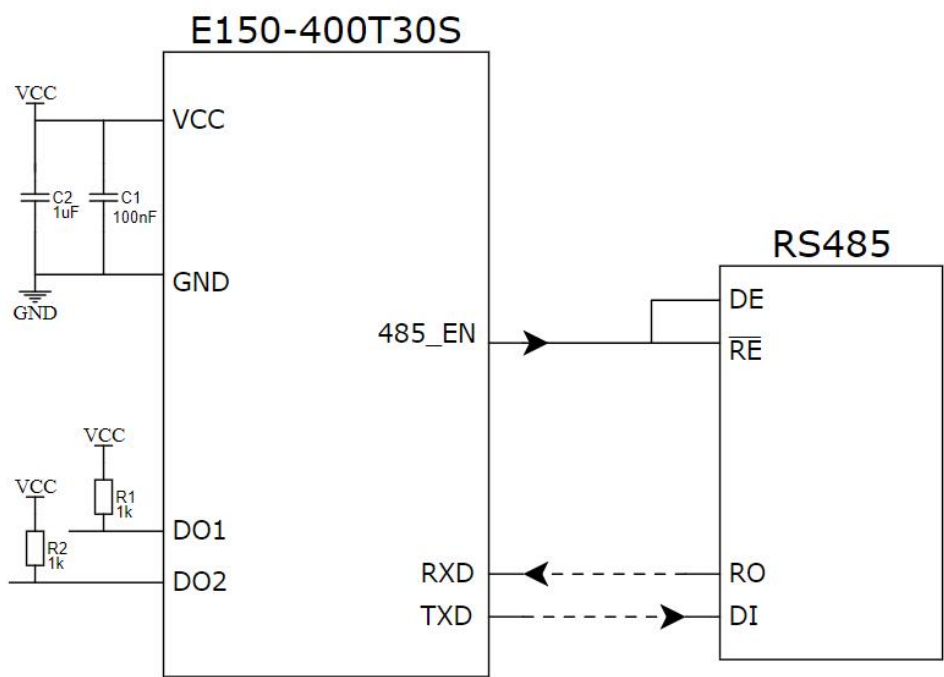 E150-400T30S
VCC
VCC
C2
1uF
C1
100nF
GND
GND
RS485
485_EN
DE
RE
VCC
VCC
R1
1k
R2
1k
DO1
DO2
RXD
TXD
RO
DI